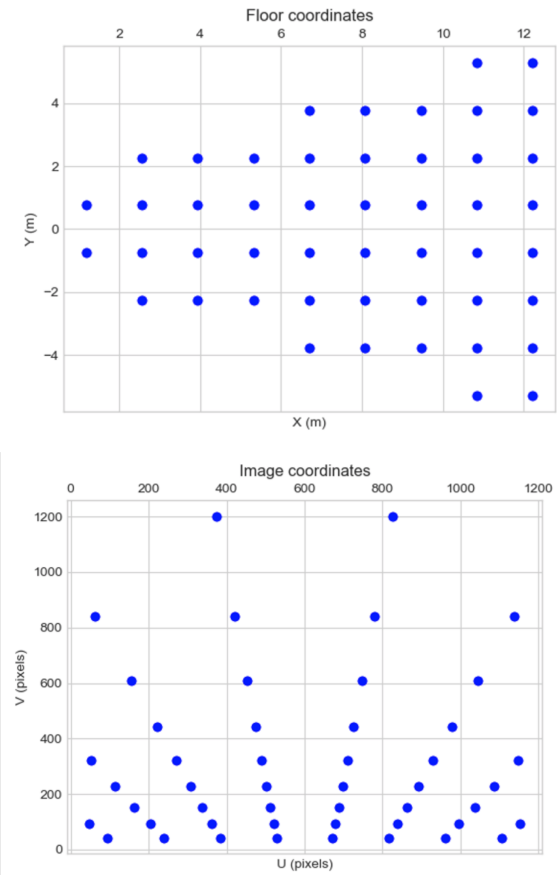 Floor coordinates
2 4 6 8 10 12
4
2
0
−2
−4
Y (m)
X (m)
Image coordinates
0 200 400 600 800 1000 1200
1200
1000
800
600
400
200
0
V (pixels)
U (pixels)